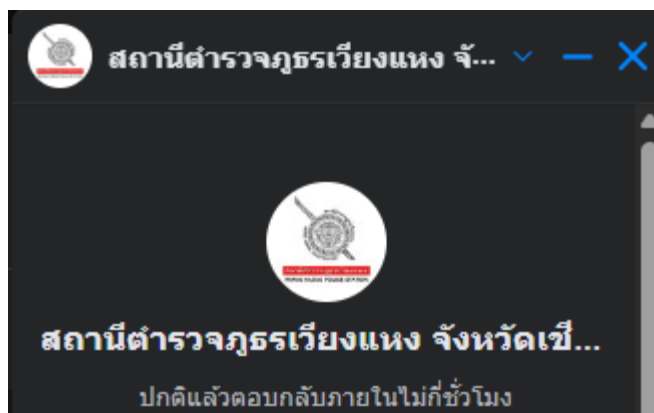 สถานีตำรวจภูธรเวียงแหง จั...
สถานีตำรวจภูธรเวียงแหง จังหวัดเชี...
ปกติแล้วตอบกลับภายในไม่กี่ชั่วโมง